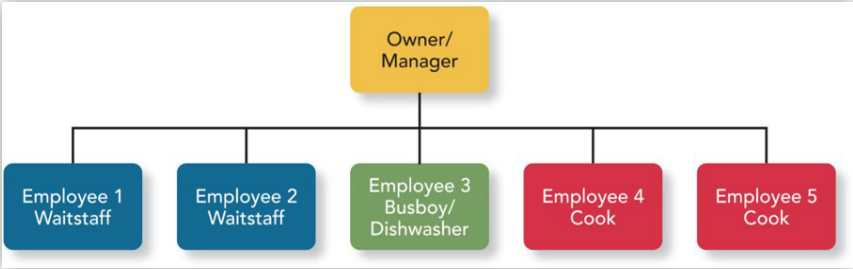 Owner/
Manager
Employee 1
Waitstaff
Employee 2
Waitstaff
Employee 3
Busboy/
Dishwasher
Employee 4
Cook
Employee 5
Cook